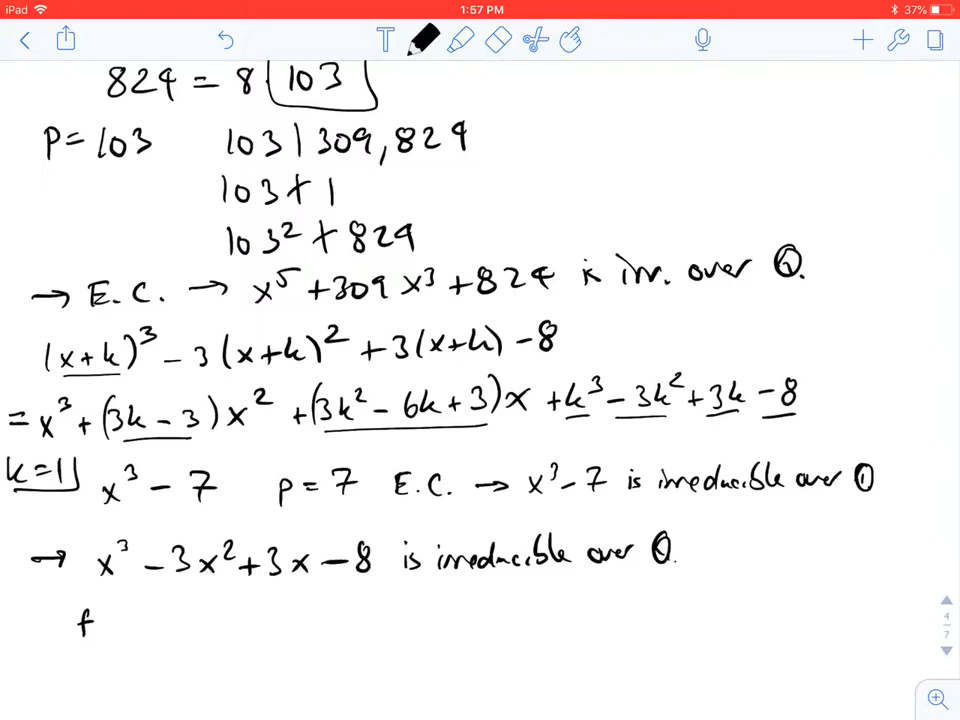 iPad 1:57 PM 37%
T
824 = 8 103
P = 103 103 | 309, 824
103 ∤ 1
103² ∤ 824
→ E.C. → x⁵ + 309x³ + 824 is irr. over ℚ.
(x+k)³ - 3(x+k)² + 3(x+k) - 8
= x³ + (3k - 3)x² + (3k² - 6k + 3)x + k³ - 3k² + 3k - 8
k=1 x³ - 7 p = 7 E.C. → x³ - 7 is irreducible over ℚ
→ x³ - 3x² + 3x - 8 is irreducible over ℚ.
f
4
7